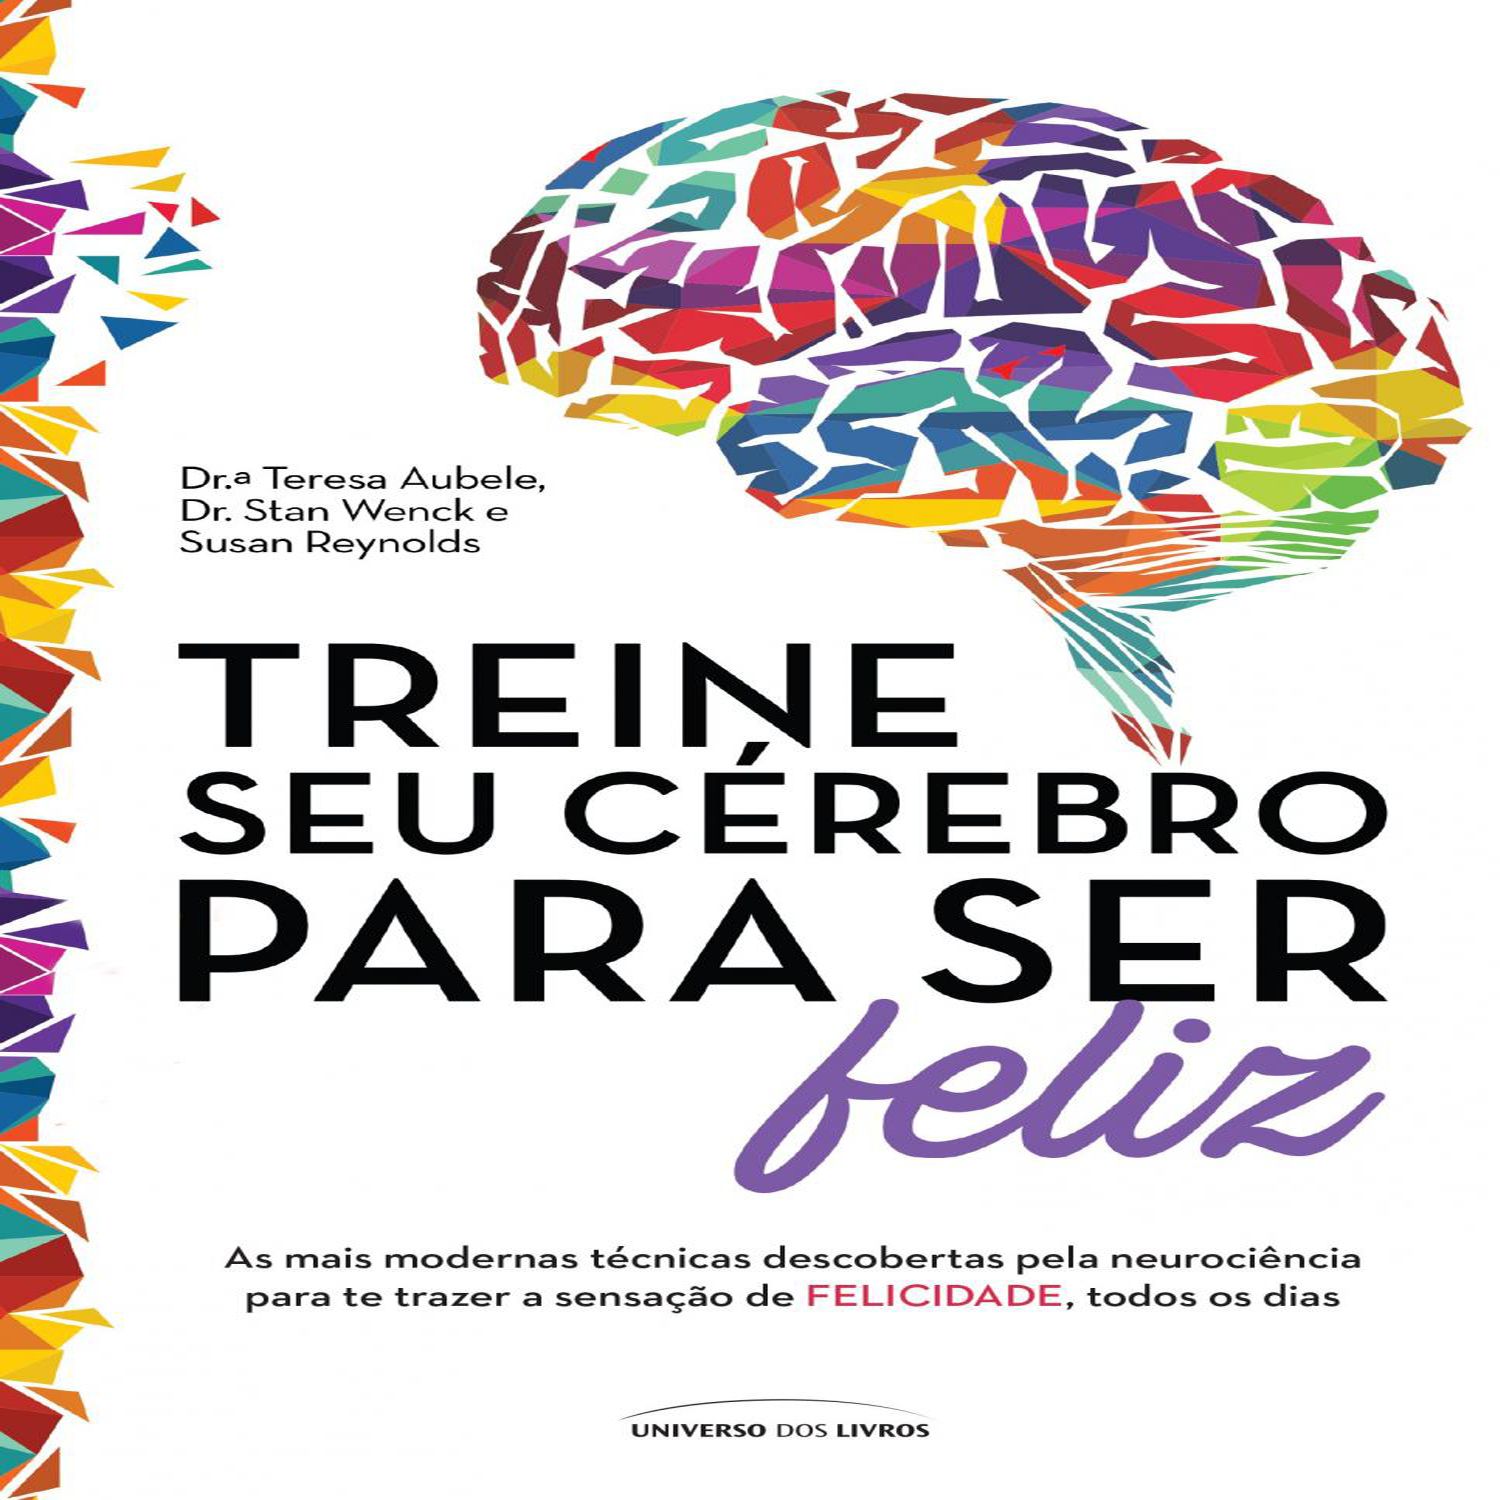 Dr.ª Teresa Aubele,
Dr. Stan Wenck e
Susan Reynolds
TREINE
SEU CÉREBRO
PARA SER
feliz
As mais modernas técnicas descobertas pela neurociência
para te trazer a sensação de FELICIDADE, todos os dias
UNIVERSO DOS LIVROS